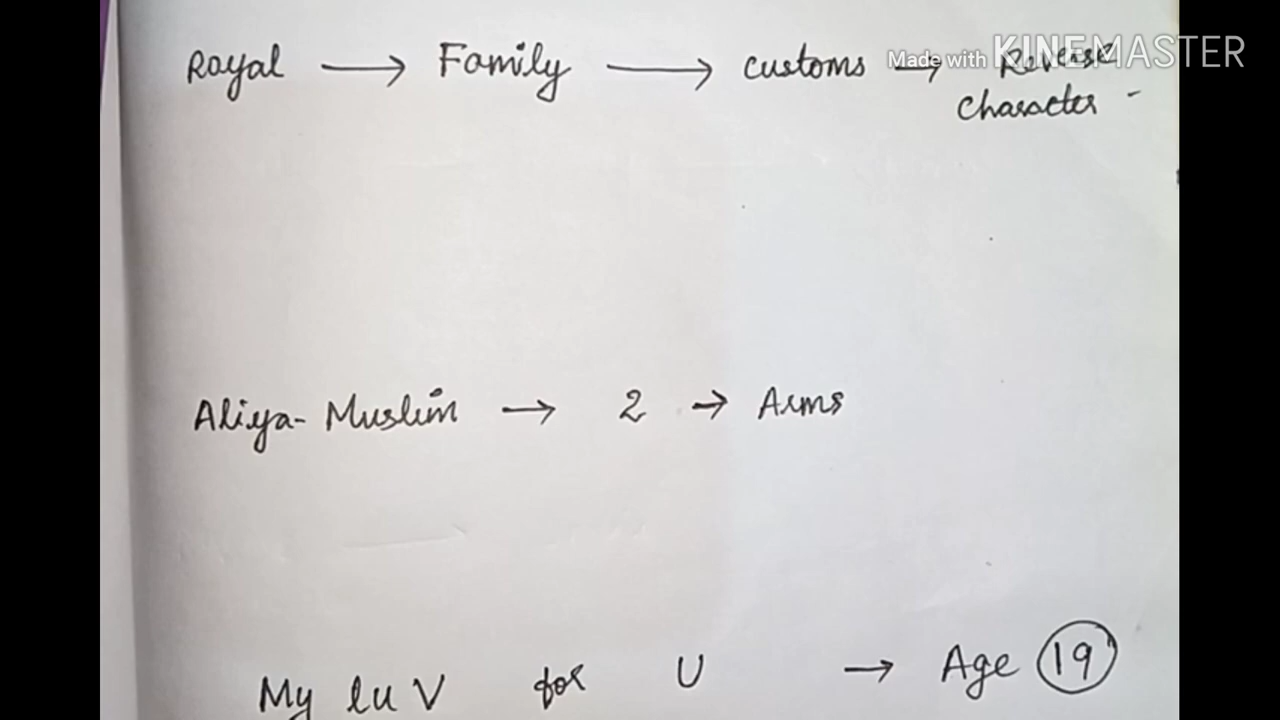 Royal → Family → customs → Reverse
character -
Made with KINEMASTER
Aliya- Muslim → 2 → Arms
My luV for U → Age 19